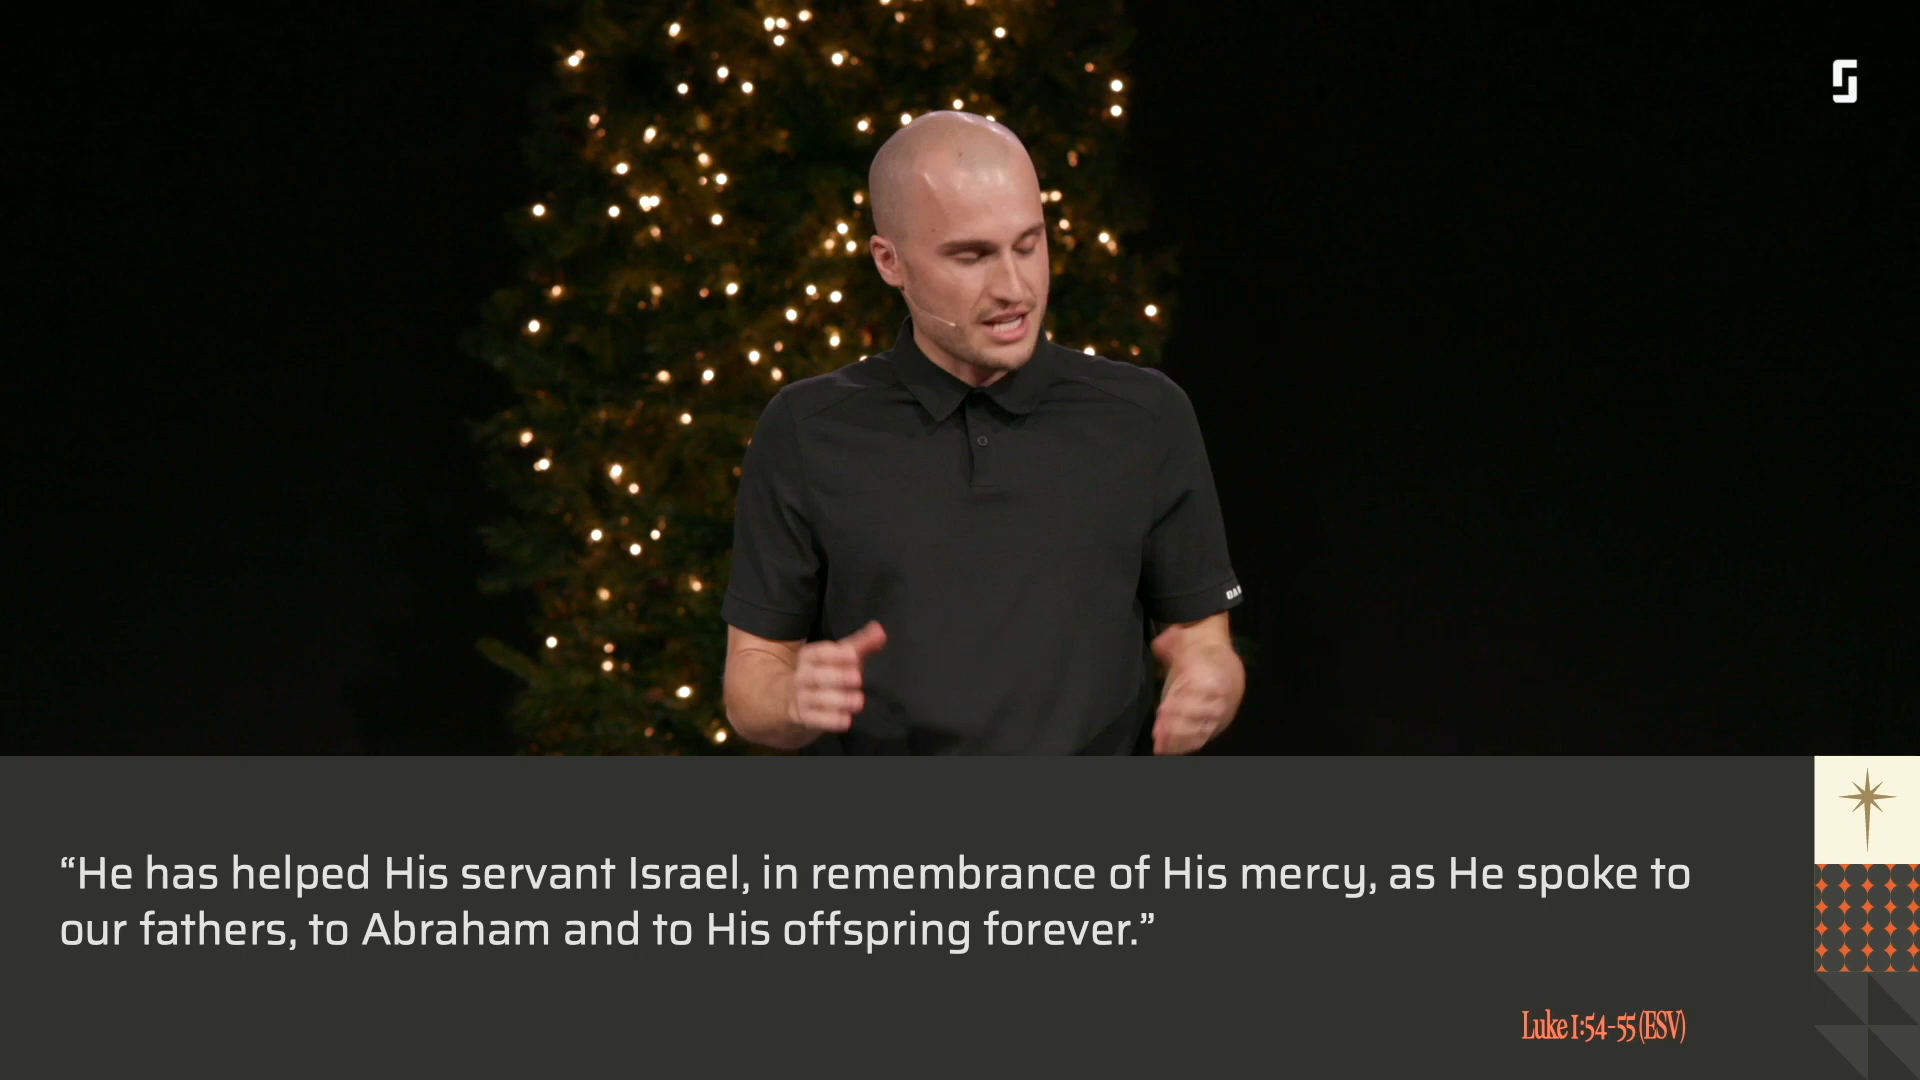 “He has helped His servant Israel, in remembrance of His mercy, as He spoke to
our fathers, to Abraham and to His offspring forever.”
Luke 1:54-55 (ESV)